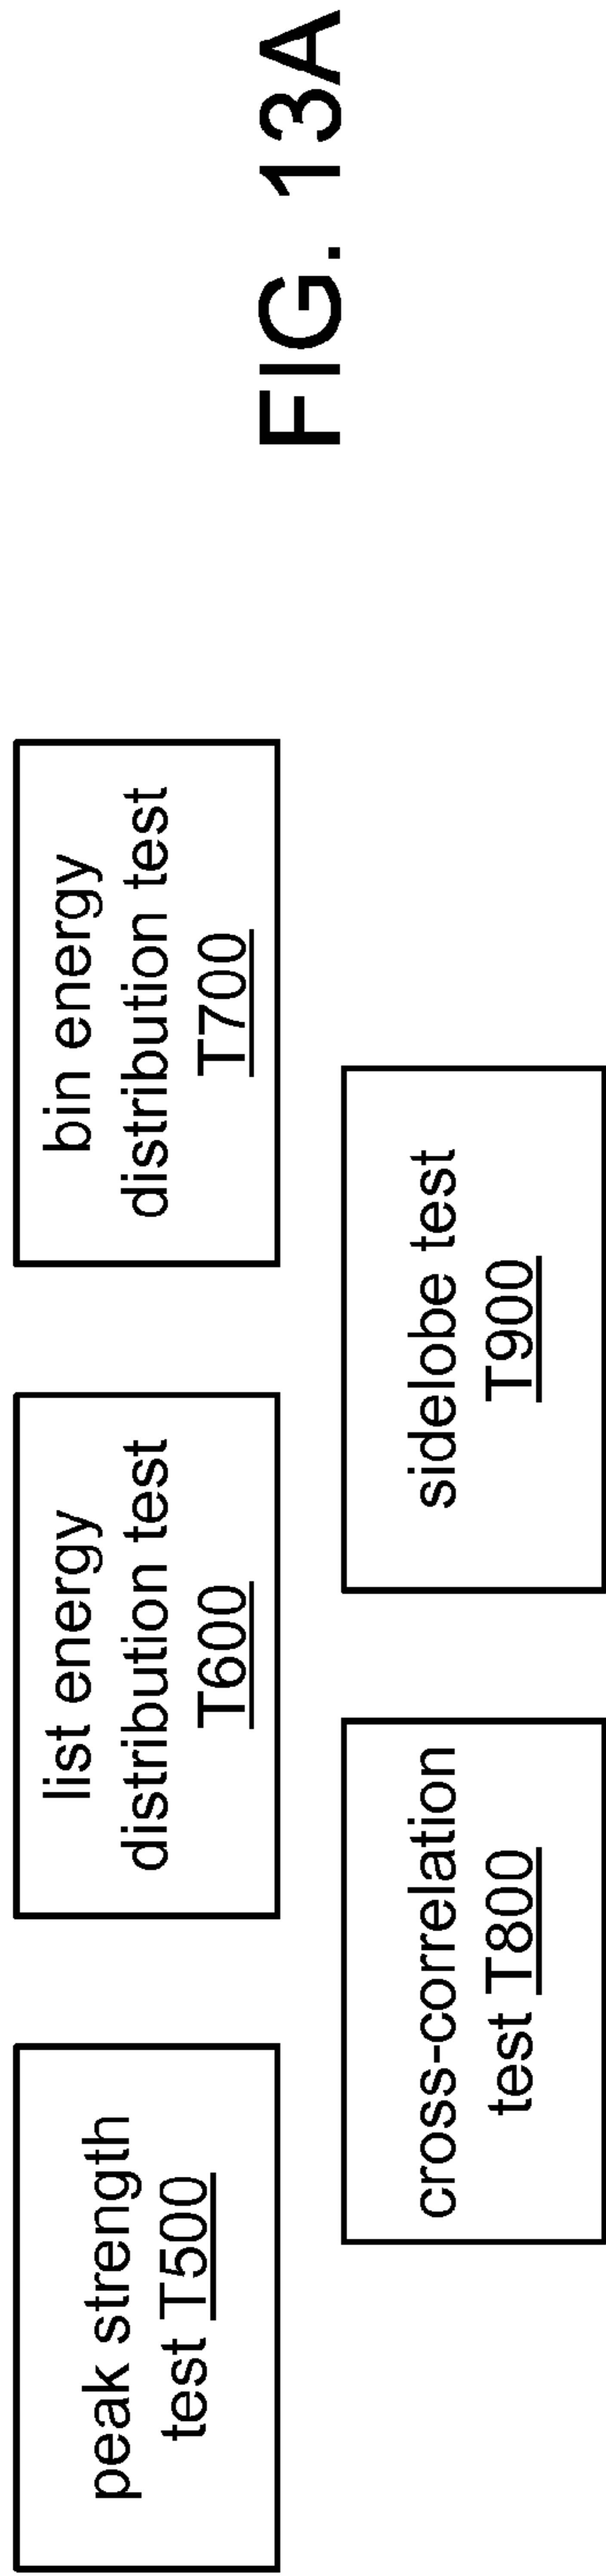 peak strength
test T500
list energy
distribution test
T600
bin energy
distribution test
T700
cross-correlation
test T800
sidelobe test
T900
FIG. 13A